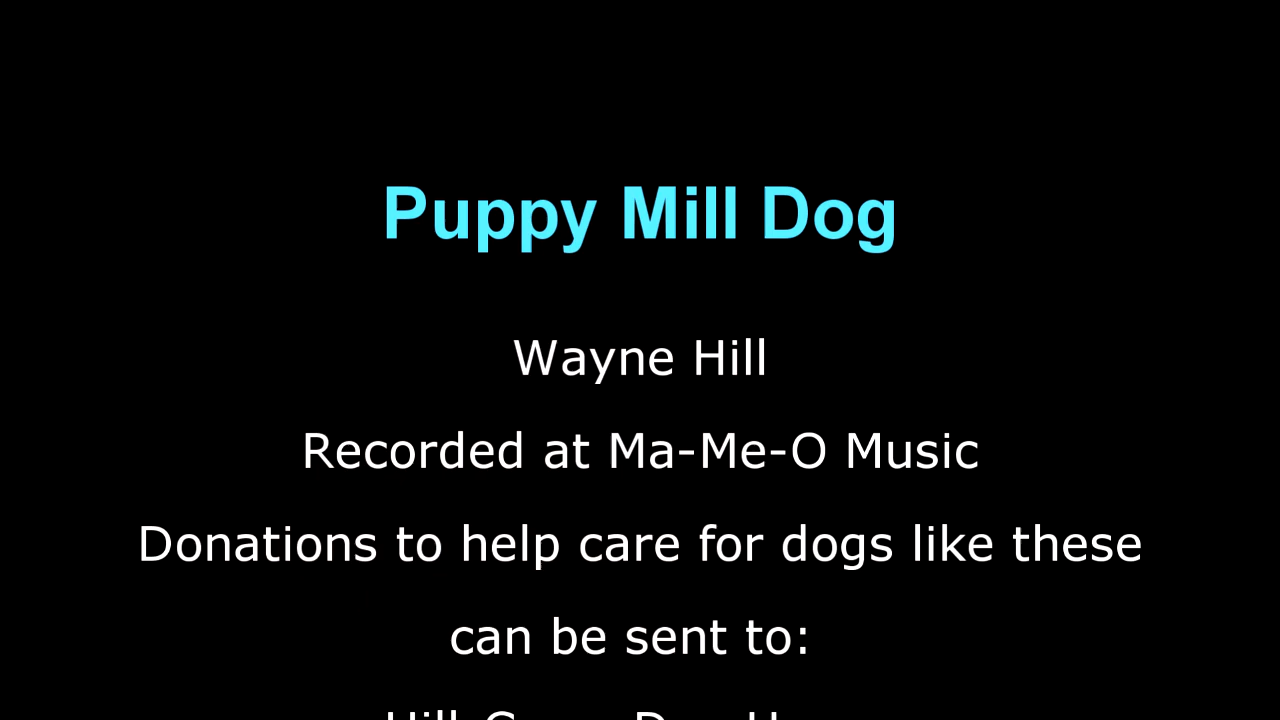 Puppy Mill Dog
Wayne Hill
Recorded at Ma-Me-O Music
Donations to help care for dogs like these
can be sent to: